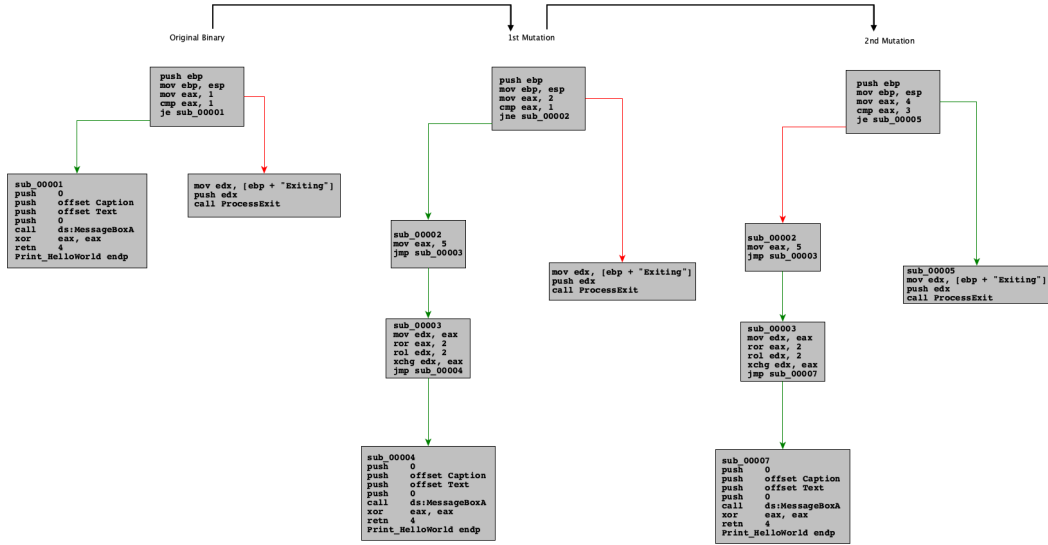 Original Binary
push ebp
mov ebp, esp
mov eax, 1
cmp eax, 1
je sub_00001
sub_00001
push 0
push offset Caption
push offset Text
push 0
call ds:MessageBoxA
xor eax, eax
retn 4
Print_HelloWorld endp
mov edx, [ebp + "Exiting"]
push edx
call ProcessExit
1st Mutation
push ebp
mov ebp, esp
mov eax, 2
cmp eax, 1
jne sub_00002
sub_00002
mov eax, 5
jmp sub_00003
mov edx, [ebp + "Exiting"]
push edx
call ProcessExit
sub_00003
mov edx, eax
ror eax, 2
rol edx, 2
xchg edx, eax
jmp sub_00004
sub_00004
push 0
push offset Caption
push offset Text
push 0
call ds:MessageBoxA
xor eax, eax
retn 4
Print_HelloWorld endp
2nd Mutation
push ebp
mov ebp, esp
mov eax, 4
cmp eax, 3
je sub_00005
sub_00002
mov eax, 5
jmp sub_00003
sub_00005
mov edx, [ebp + "Exiting"]
push edx
call ProcessExit
sub_00003
mov edx, eax
ror eax, 2
rol edx, 2
xchg edx, eax
jmp sub_00007
sub_00007
push 0
push offset Caption
push offset Text
push 0
call ds:MessageBoxA
xor eax, eax
retn 4
Print_HelloWorld endp